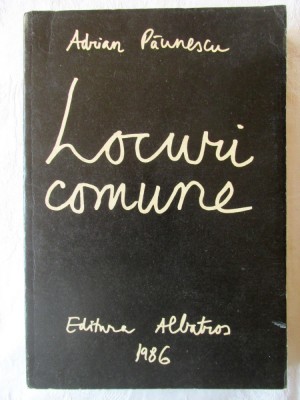 Adrian Păunescu
Locuri
comune
Editura Albatros
1986